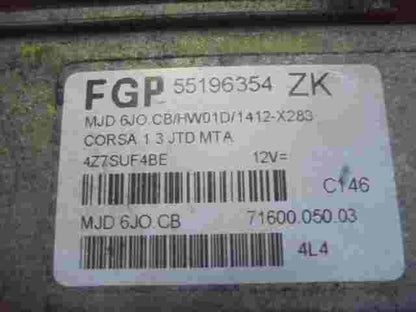 FGP 55196354 ZK
MJD 6JO.CB/HW01D/1412-X283
CORSA 1.3 JTD MTA
4Z7SUF4BE 12V=
C146
MJD 6JO.CB 71600.050.03
4L4